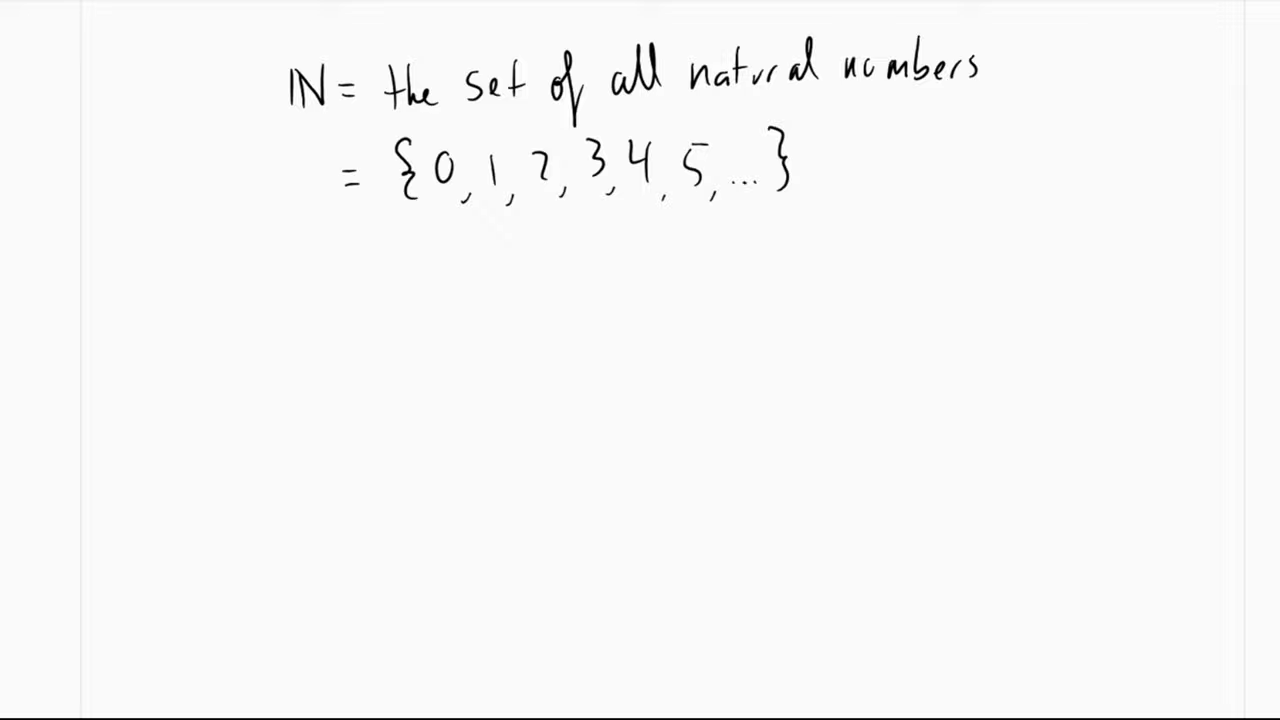 ℕ = the set of all natural numbers
= {0, 1, 2, 3, 4, 5, ...}